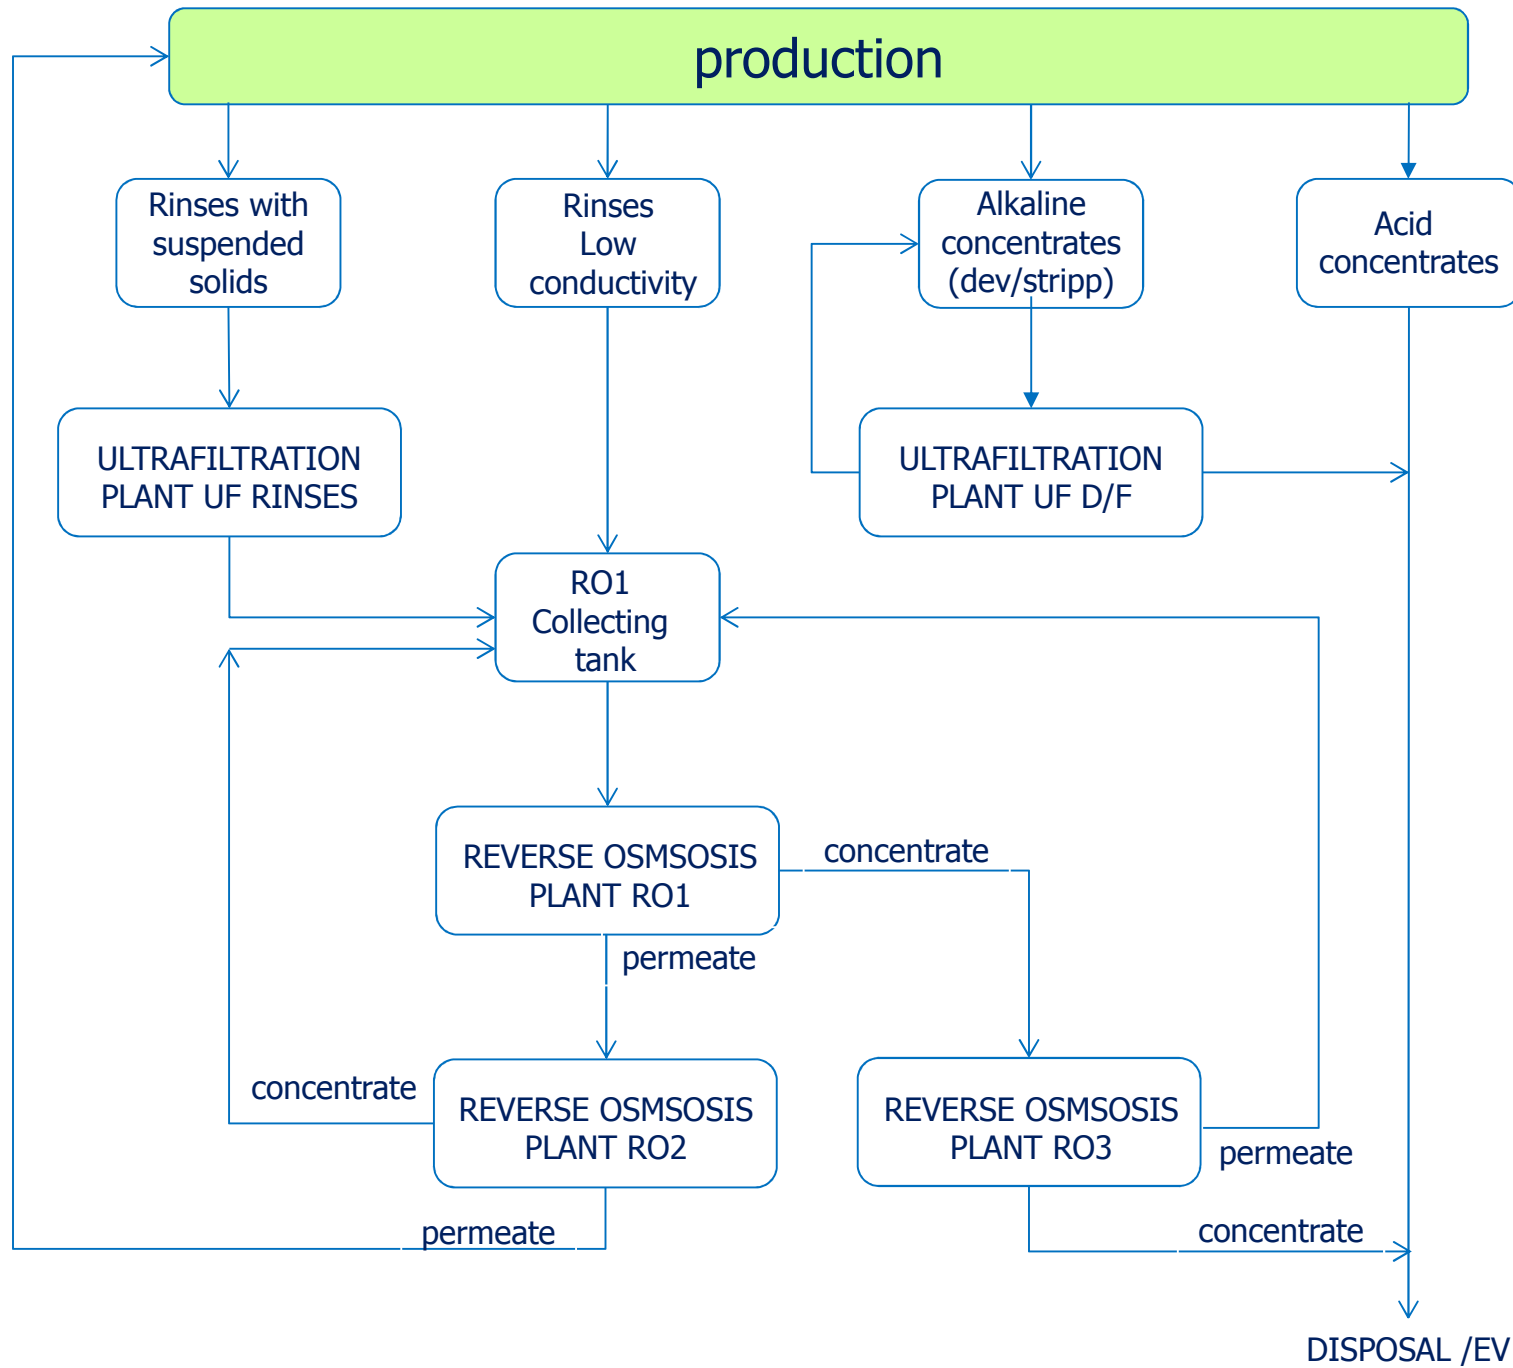 production
Rinses with
suspended
solids
Rinses
Low
conductivity
Alkaline
concentrates
(dev/stripp)
Acid
concentrates
ULTRAFILTRATION
PLANT UF RINSES
ULTRAFILTRATION
PLANT UF D/F
RO1
Collecting
tank
REVERSE OSMSOSIS
PLANT RO1
concentrate
permeate
concentrate
REVERSE OSMSOSIS
PLANT RO2
REVERSE OSMSOSIS
PLANT RO3
permeate
permeate
concentrate
DISPOSAL /EV